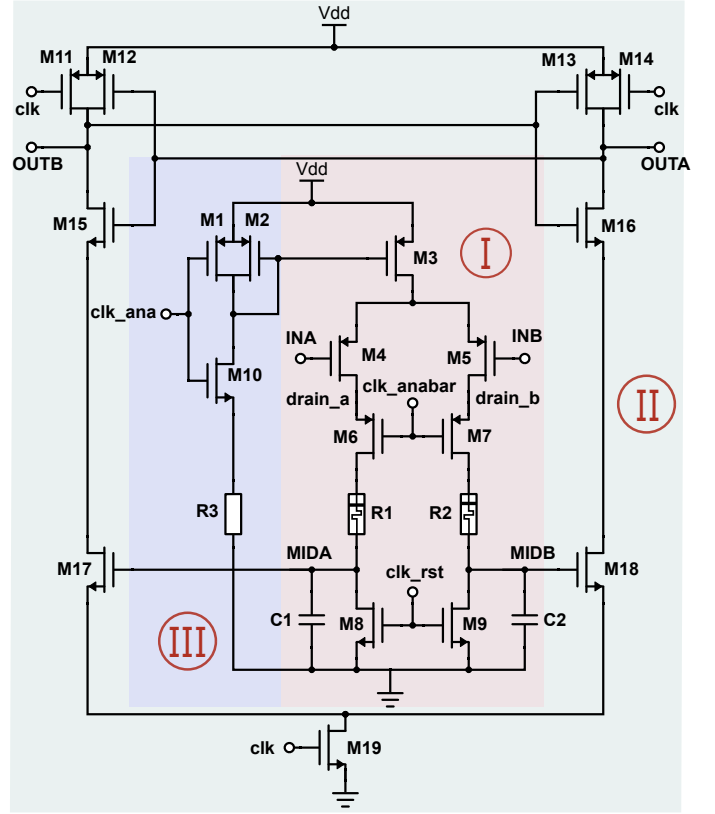 Vdd
M11 M12
M13 M14
clk
clk
OUTB
OUTA
Vdd
M15
M1 M2
M16
M3
I
clk_ana
INA
INB
M4
M5
M10
clk_anabar
drain_a
drain_b
II
M6
M7
R3
R1
R2
MIDA
MIDB
M17
clk_rst
M18
C1
M8
M9
C2
III
clk
M19